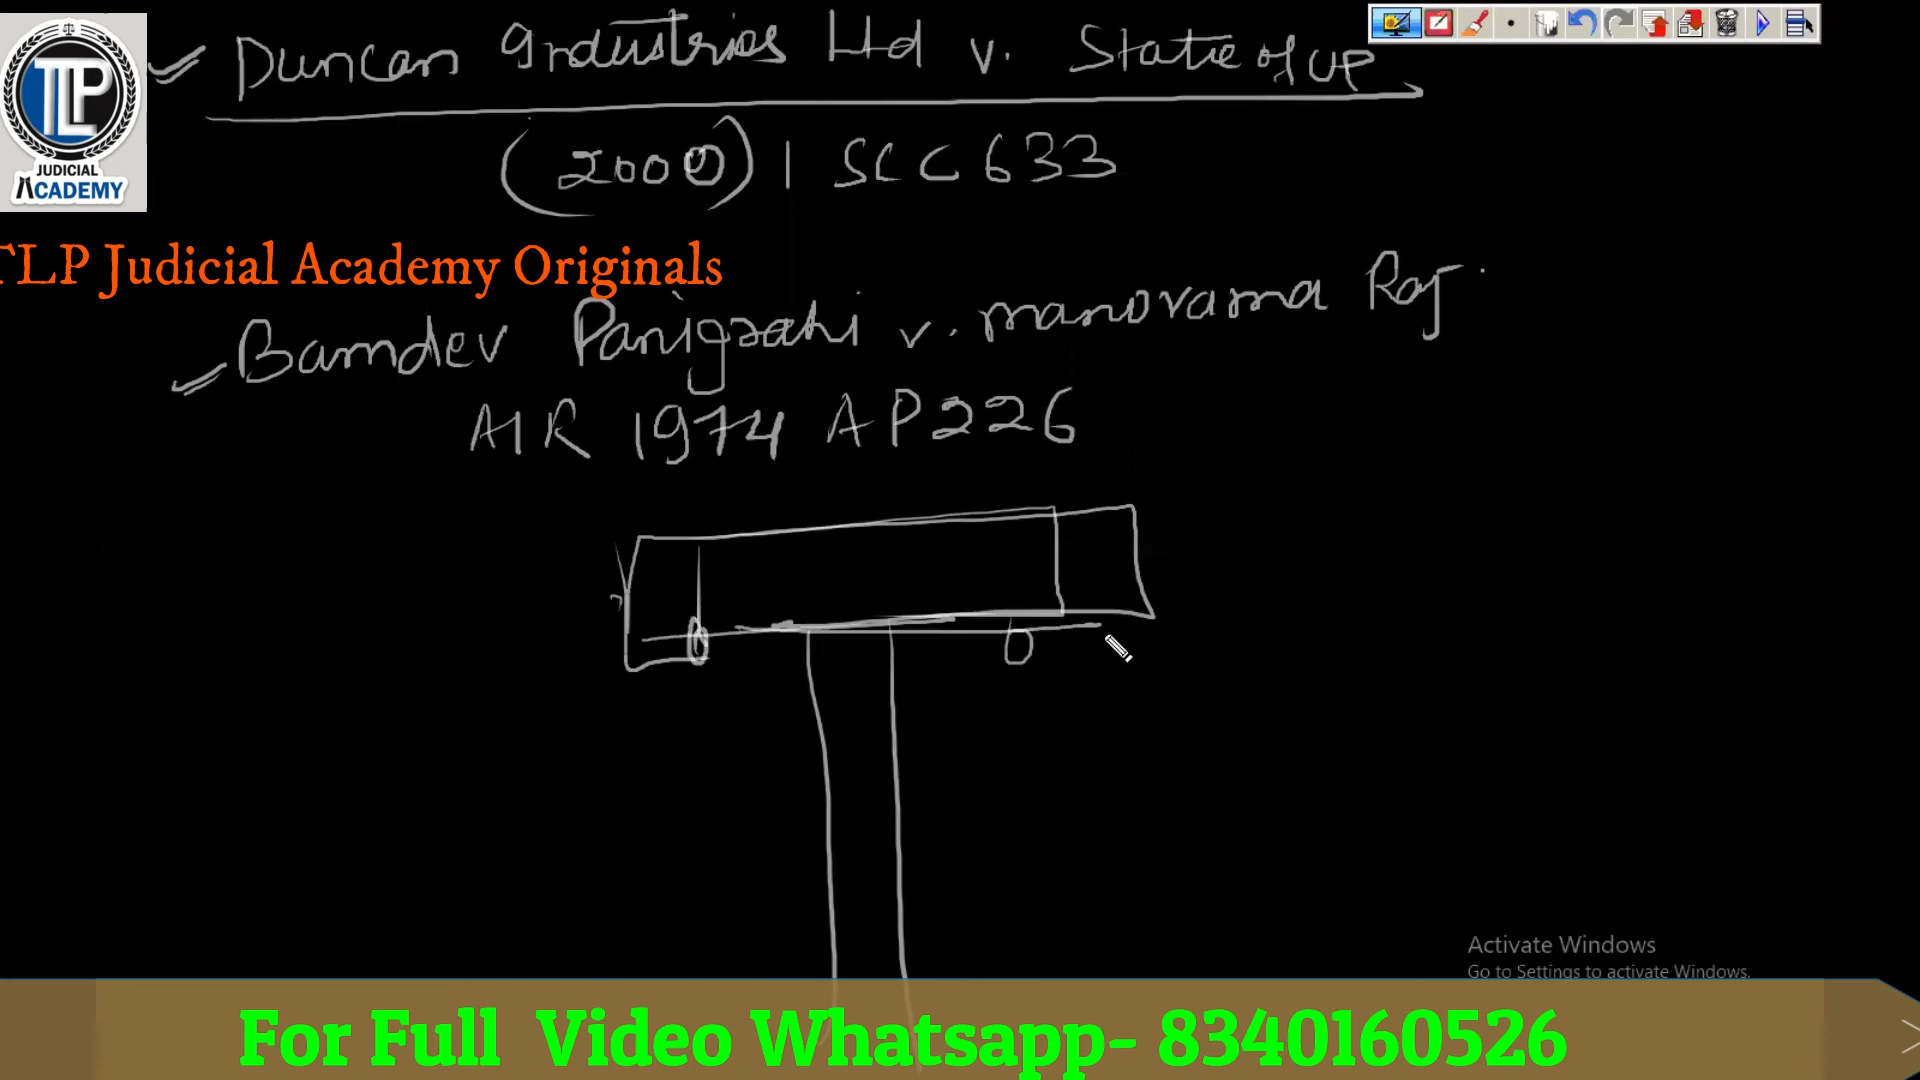 Duncan Industries Ltd v. State of UP
(2000) 1 SCC 633
TLP
JUDICIAL
ACADEMY
TLP Judicial Academy Originals
Bamdev Panigrahi v. manorama Raj.
AIR 1974 AP 226
Activate Windows
Go to Settings to activate Windows.
For Full Video Whatsapp- 8340160526